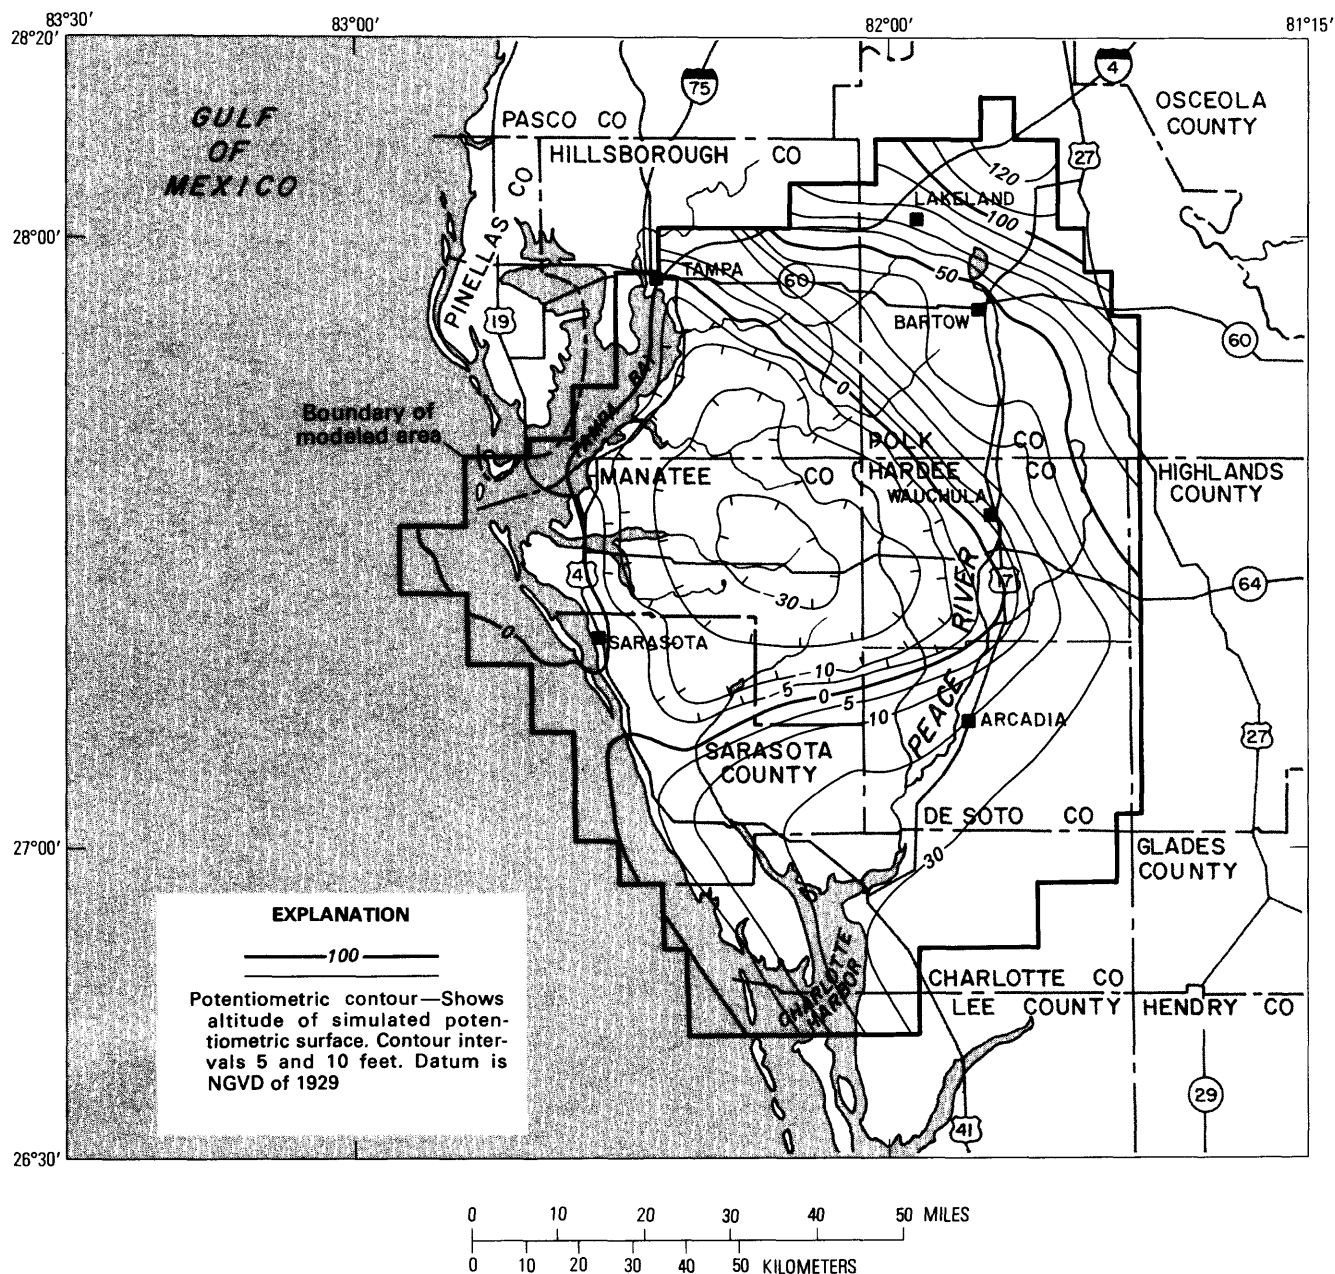 83°30'
83°00'
82°00'
81°15'
28°20'
28°00'
27°00'
26°30'
GULF
OF
MEXICO
75
4
PASCO CO
OSCEOLA
COUNTY
HILLSBOROUGH CO
27
120
LAKELAND
100
PINELLAS CO
TAMPA
60
50
19
BARTOW
60
TAMPA BAY
0
Boundary of
modeled area
POLK CO
MANATEE CO
HARDEE CO
HIGHLANDS
COUNTY
WAUCHULA
41
-30
17
64
PEACE RIVER
0
SARASOTA
-10
-5
0
5
10
ARCADIA
27
SARASOTA
COUNTY
DE SOTO CO
GLADES
COUNTY
30
CHARLOTTE
HARBOR
CHARLOTTE CO
LEE COUNTY
HENDRY CO
29
41
EXPLANATION
100
Potentiometric contour—Shows
altitude of simulated poten-
tiometric surface. Contour inter-
vals 5 and 10 feet. Datum is
NGVD of 1929
0 10 20 30 40 50 MILES
0 10 20 30 40 50 KILOMETERS